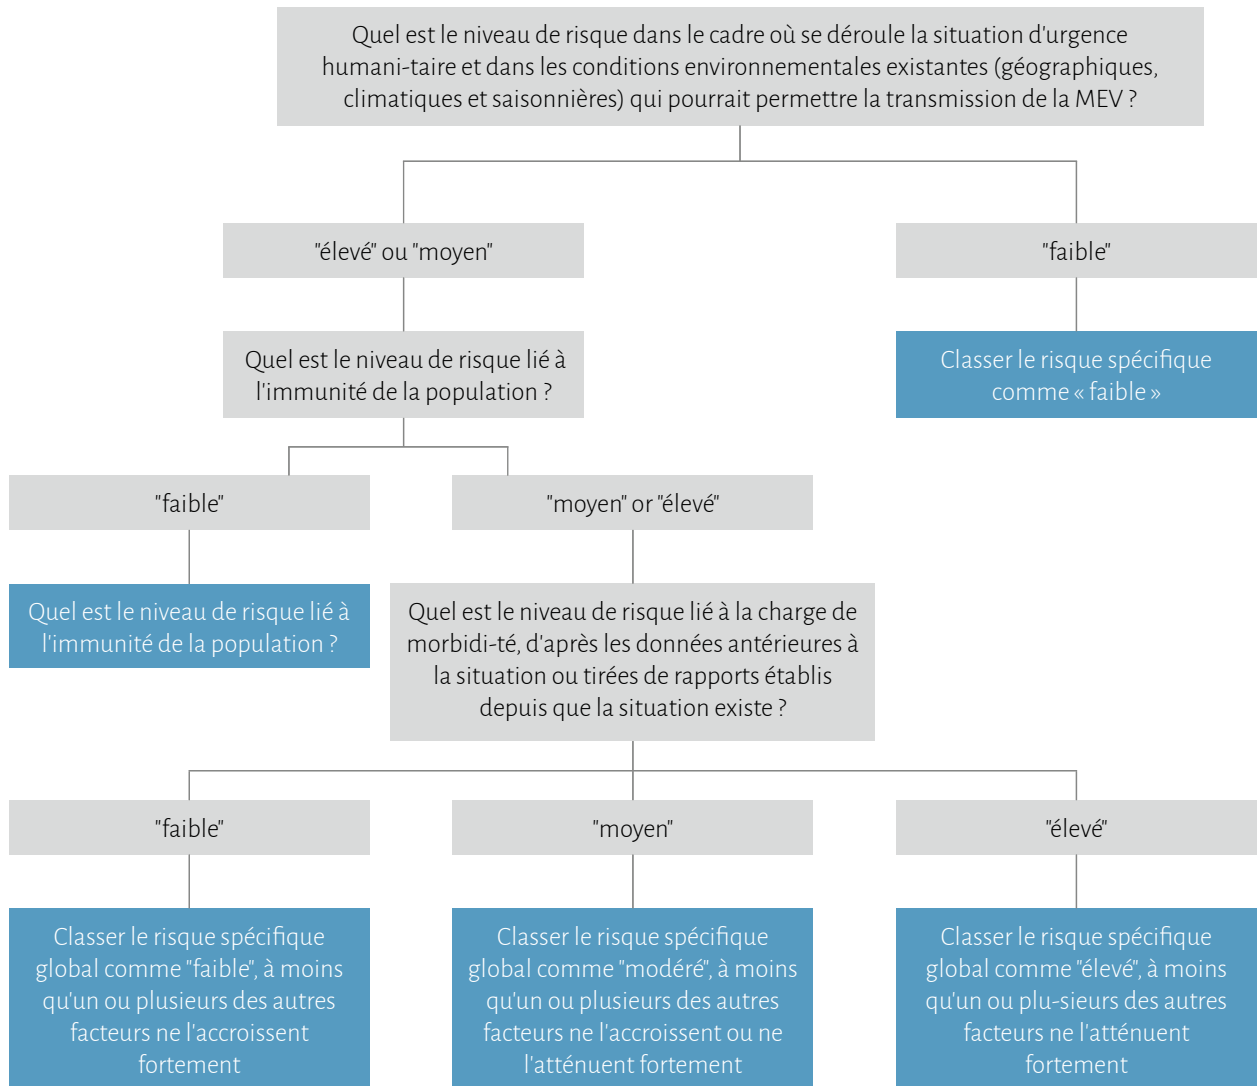 Quel est le niveau de risque dans le cadre où se déroule la situation d'urgence
humani-taire et dans les conditions environnementales existantes (géographiques,
climatiques et saisonnières) qui pourrait permettre la transmission de la MEV ?
"élevé" ou "moyen"
"faible"
Quel est le niveau de risque lié à
l'immunité de la population ?
Classer le risque spécifique
comme « faible »
"faible"
"moyen" or "élevé"
Quel est le niveau de risque lié à
l'immunité de la population ?
Quel est le niveau de risque lié à la charge de
morbidi-té, d'après les données antérieures à
la situation ou tirées de rapports établis
depuis que la situation existe ?
"faible"
"moyen"
"élevé"
Classer le risque spécifique
global comme "faible", à moins
qu'un ou plusieurs des autres
facteurs ne l'accroissent
fortement
Classer le risque spécifique
global comme "modéré", à moins
qu'un ou plusieurs des autres
facteurs ne l'accroissent ou ne
l'atténuent fortement
Classer le risque spécifique
global comme "élevé", à moins
qu'un ou plu-sieurs des autres
facteurs ne l'atténuent
fortement